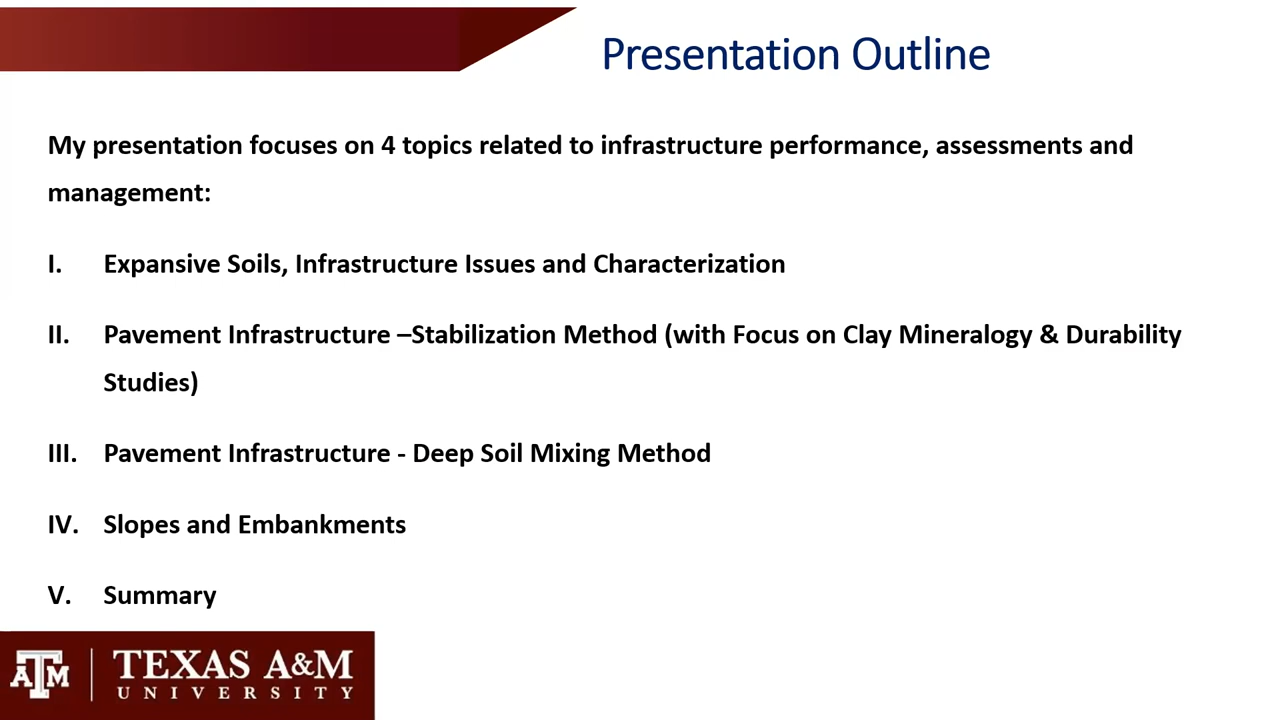 Presentation Outline
My presentation focuses on 4 topics related to infrastructure performance, assessments and
management:
I. Expansive Soils, Infrastructure Issues and Characterization
II. Pavement Infrastructure –Stabilization Method (with Focus on Clay Mineralogy & Durability
Studies)
III. Pavement Infrastructure - Deep Soil Mixing Method
IV. Slopes and Embankments
V. Summary
ATM
TEXAS A&M
UNIVERSITY